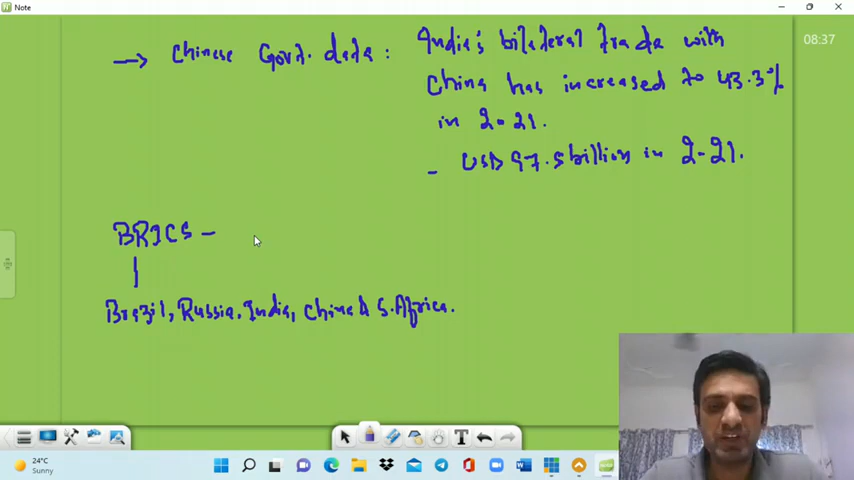 Note
08:37
→ Chinese Govt. data : India's bilateral trade with
China has increased to 43.3%
in 2021.
- USD 97.5 billion in 2021.
BRICS -
Brazil, Russia, India, China & S. Africa.
24°C
Sunny